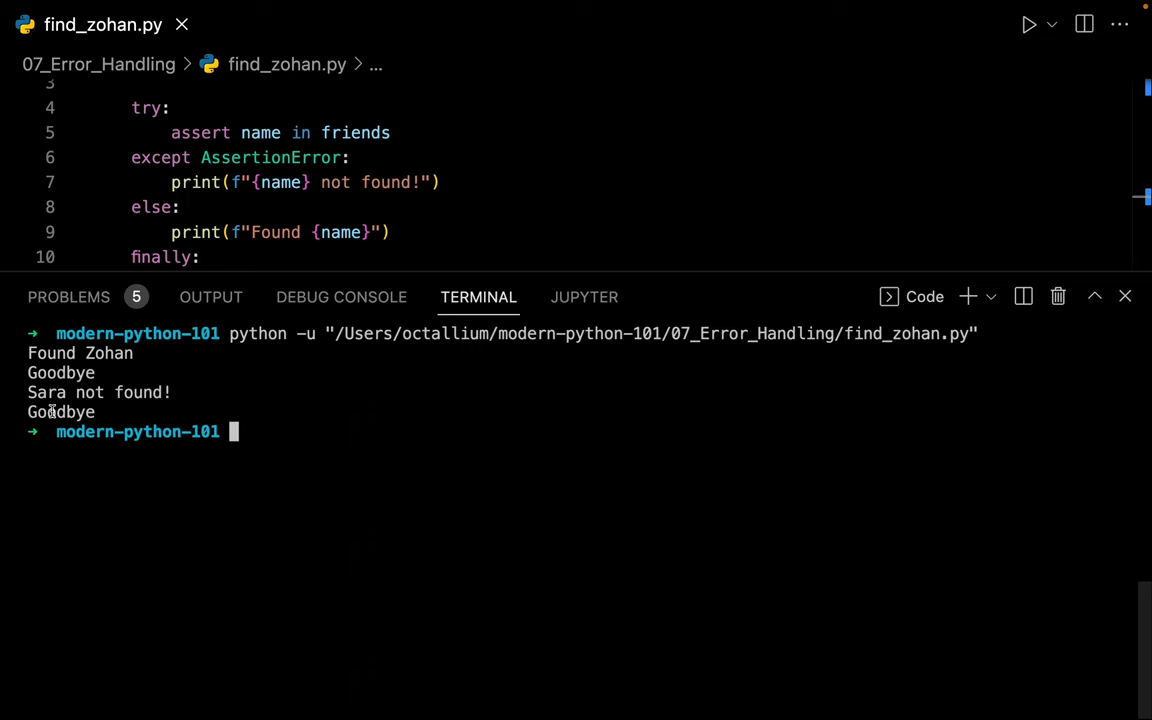 find_zohan.py
07_Error_Handling > find_zohan.py > ...
3
4 try:
5 assert name in friends
6 except AssertionError:
7 print(f"{name} not found!")
8 else:
9 print(f"Found {name}")
10 finally:
PROBLEMS 5 OUTPUT DEBUG CONSOLE TERMINAL JUPYTER Code
→ modern-python-101 python -u "/Users/octallium/modern-python-101/07_Error_Handling/find_zohan.py"
Found Zohan
Goodbye
Sara not found!
Goodbye
→ modern-python-101